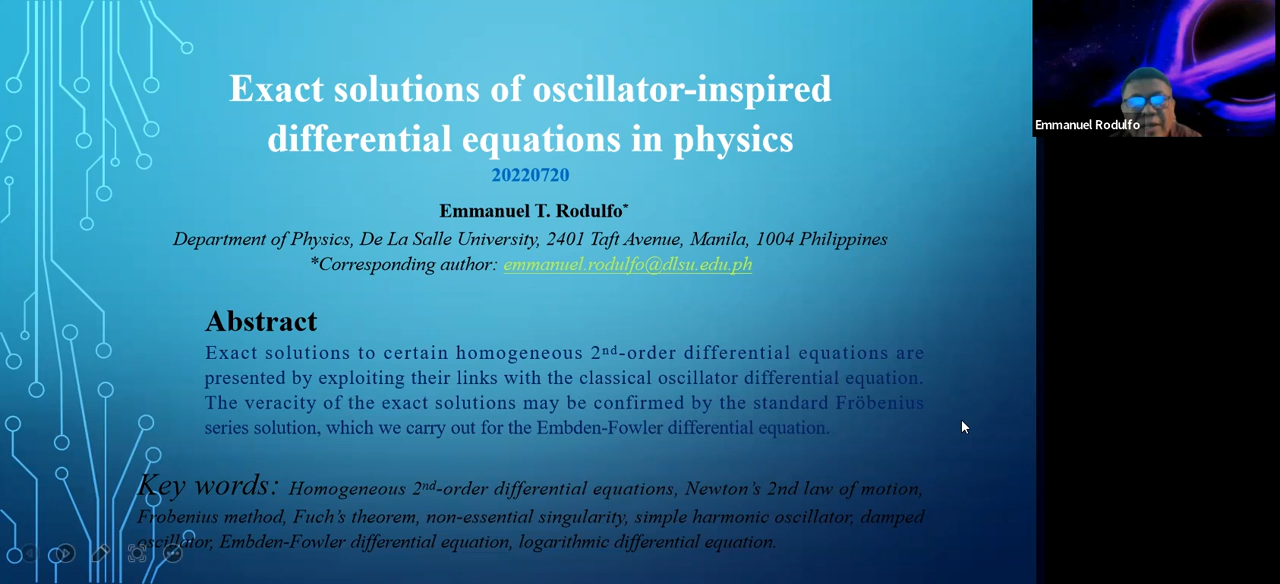 Exact solutions of oscillator-inspired
differential equations in physics
20220720
Emmanuel T. Rodulfo*
Department of Physics, De La Salle University, 2401 Taft Avenue, Manila, 1004 Philippines
*Corresponding author: emmanuel.rodulfo@dlsu.edu.ph
Abstract
Exact solutions to certain homogeneous 2nd-order differential equations are
presented by exploiting their links with the classical oscillator differential equation.
The veracity of the exact solutions may be confirmed by the standard Fröbenius
series solution, which we carry out for the Embden-Fowler differential equation.
Key words: Homogeneous 2nd-order differential equations, Newton's 2nd law of motion,
Frobenius method, Fuch's theorem, non-essential singularity, simple harmonic oscillator, damped
oscillator, Embden-Fowler differential equation, logarithmic differential equation.
Emmanuel Rodulfo